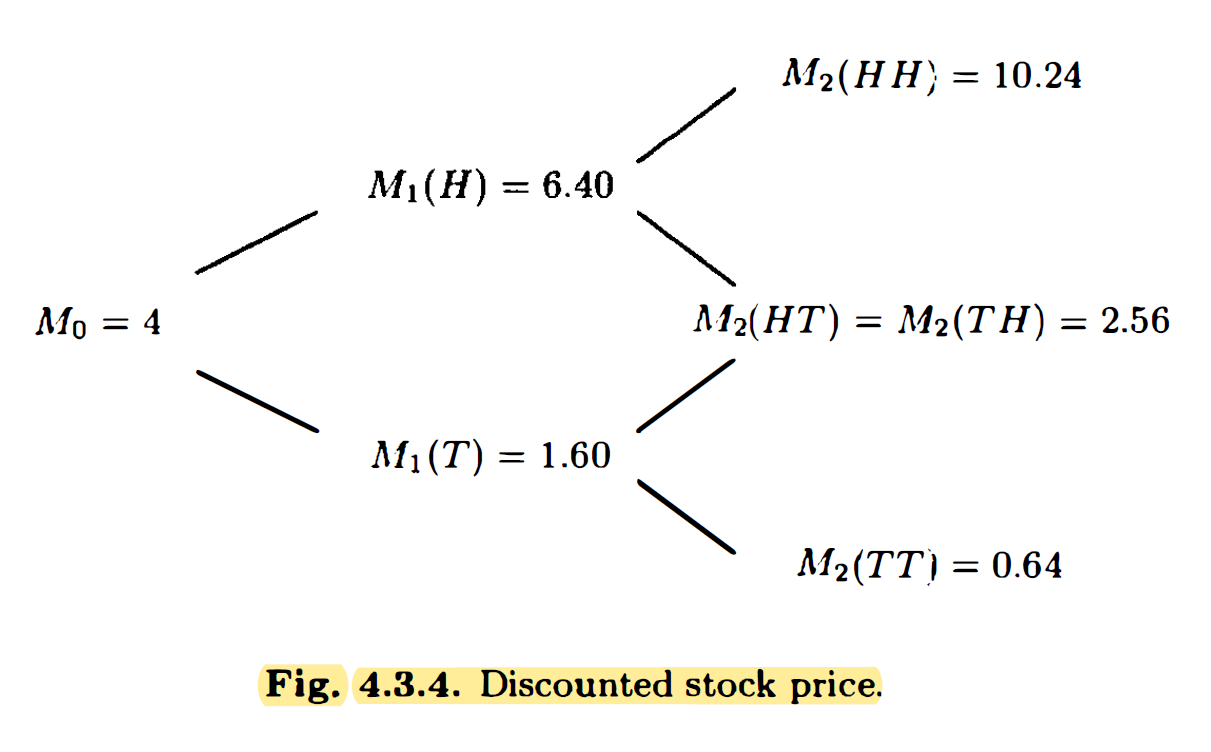 M₂(HH) = 10.24
M₁(H) = 6.40
M₀ = 4
M₂(HT) = M₂(TH) = 2.56
M₁(T) = 1.60
M₂(TT) = 0.64
Fig. 4.3.4. Discounted stock price.